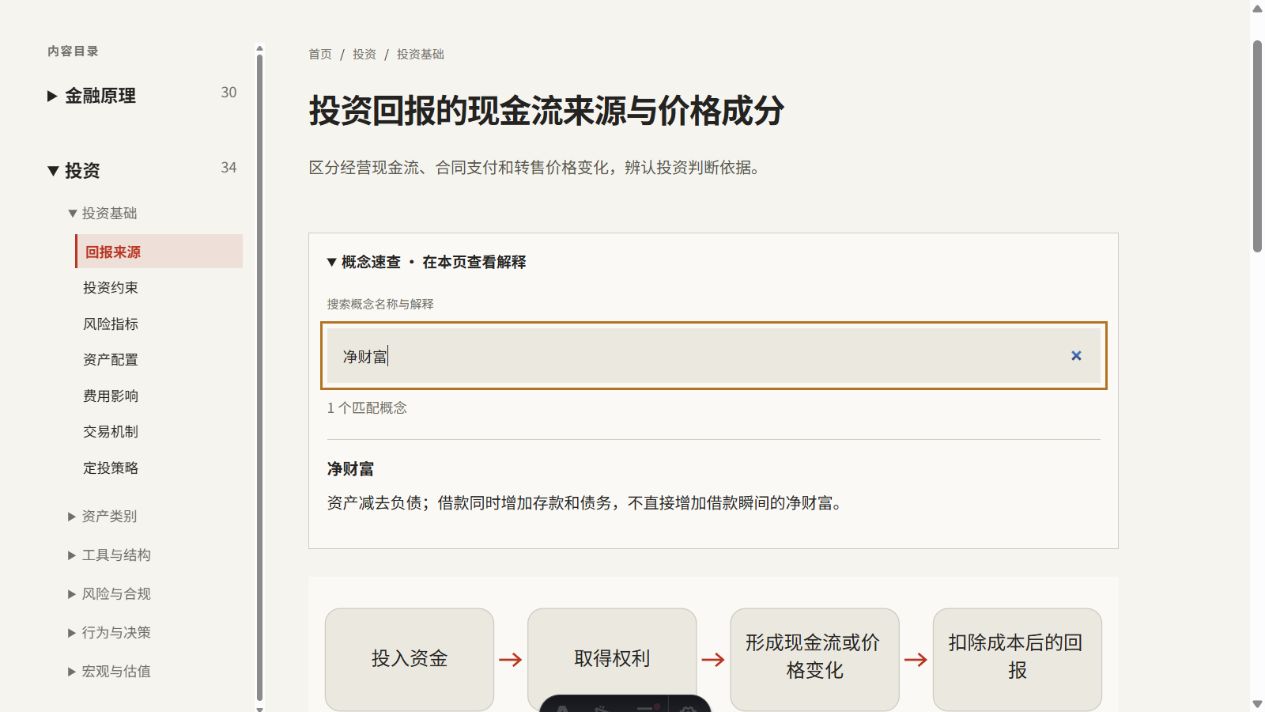 内容目录
▶ 金融原理 30
▼ 投资 34
▼ 投资基础
回报来源
投资约束
风险指标
资产配置
费用影响
交易机制
定投策略
▶ 资产类别
▶ 工具与结构
▶ 风险与合规
▶ 行为与决策
▶ 宏观与估值
首页 / 投资 / 投资基础
投资回报的现金流来源与价格成分
区分经营现金流、合同支付和转售价格变化，辨认投资判断依据。
▼ 概念速查 · 在本页查看解释
搜索概念名称与解释
净财富
1 个匹配概念
净财富
资产减去负债；借款同时增加存款和债务，不直接增加借款瞬间的净财富。
投入资金
取得权利
形成现金流或价
格变化
扣除成本后的回
报